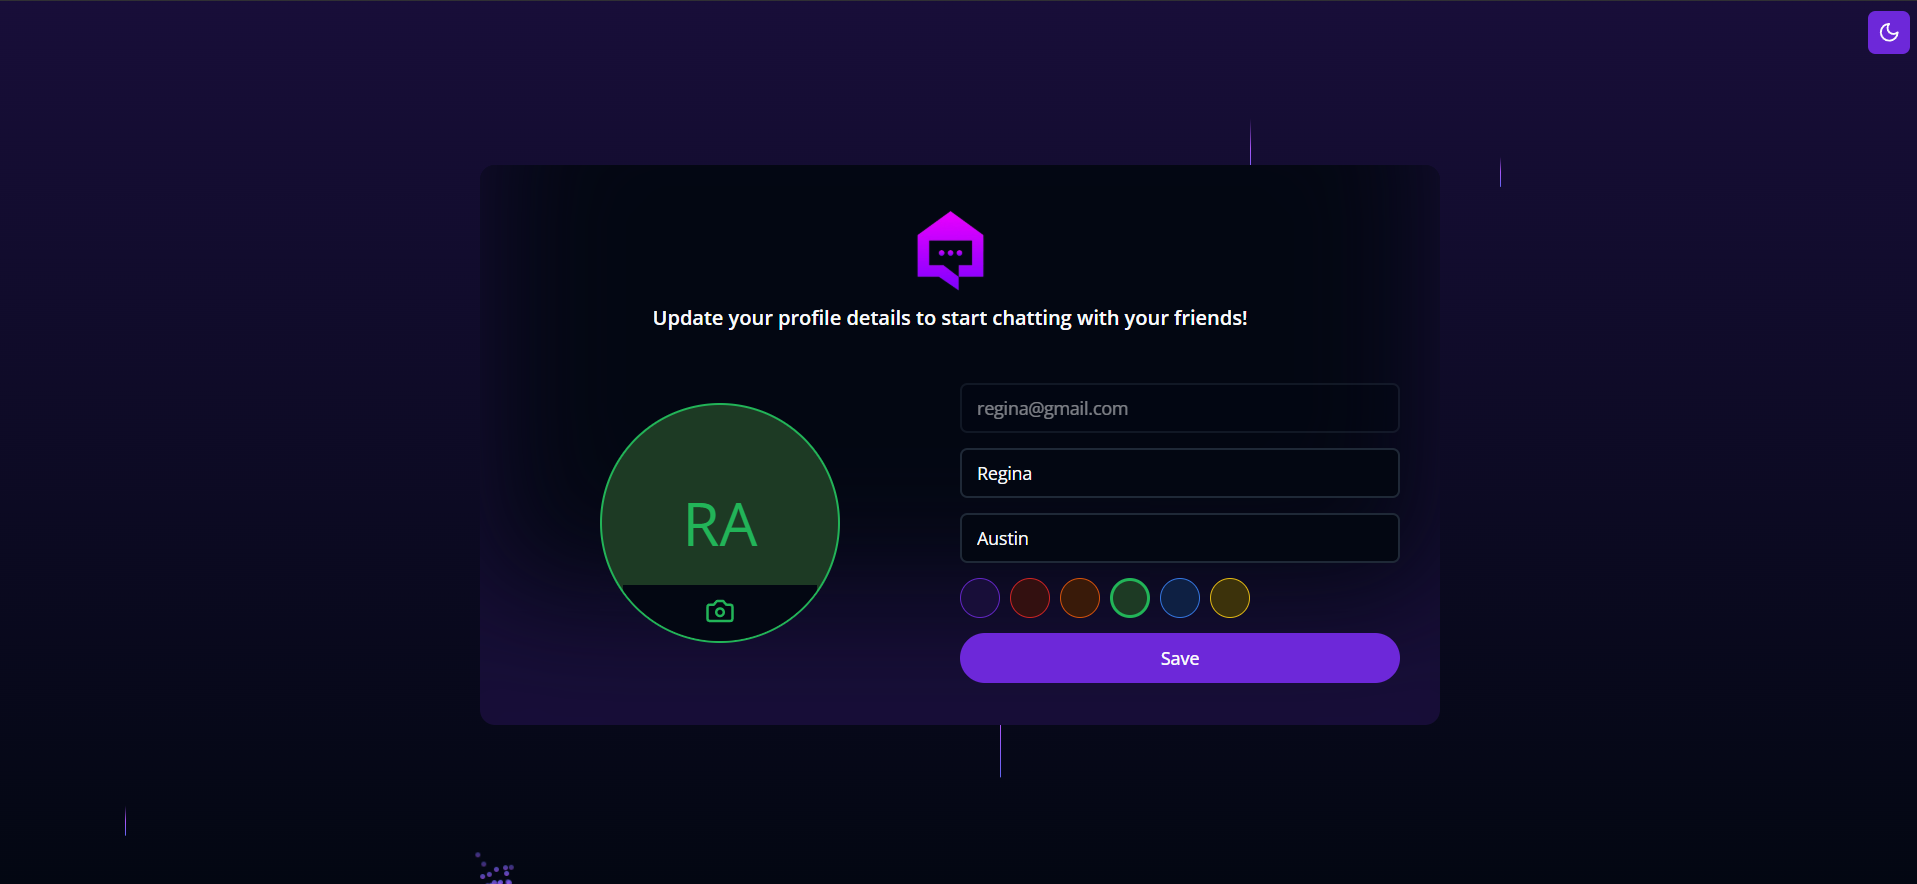 Update your profile details to start chatting with your friends!
regina@gmail.com
Regina
Austin
RA
Save